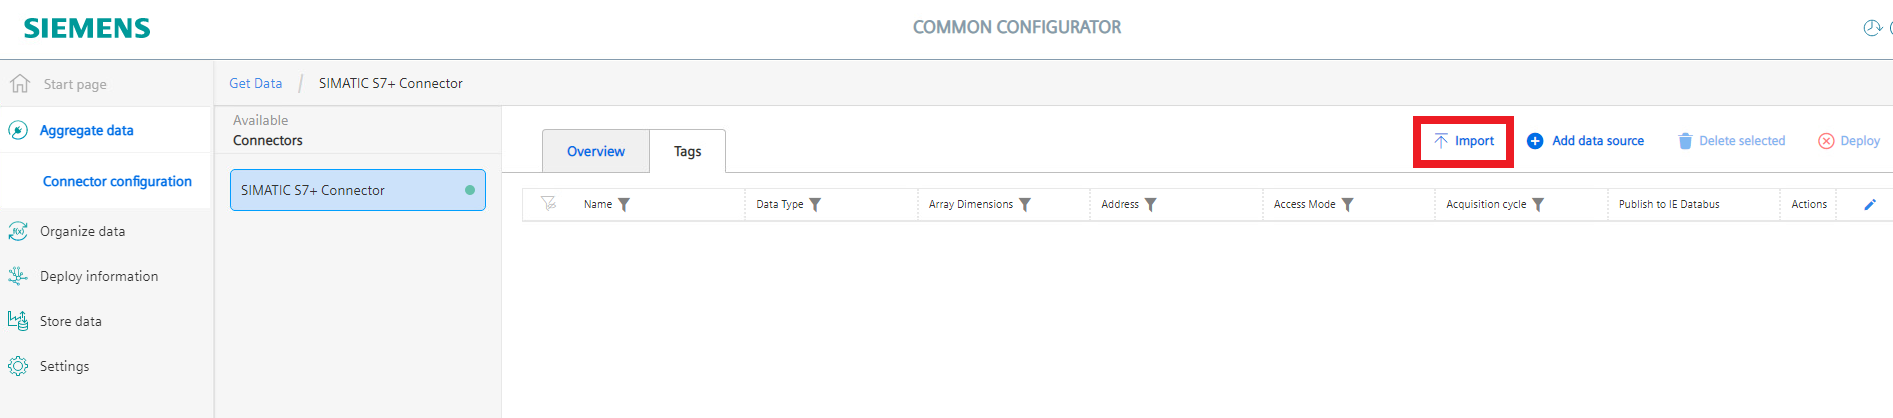 SIEMENS
COMMON CONFIGURATOR
Start page
Get Data / SIMATIC S7+ Connector
Aggregate data
Connector configuration
Organize data
Deploy information
Store data
Settings
Available
Connectors
SIMATIC S7+ Connector
Overview
Tags
Import
Add data source
Delete selected
Deploy
Name
Data Type
Array Dimensions
Address
Access Mode
Acquisition cycle
Publish to IE Databus
Actions